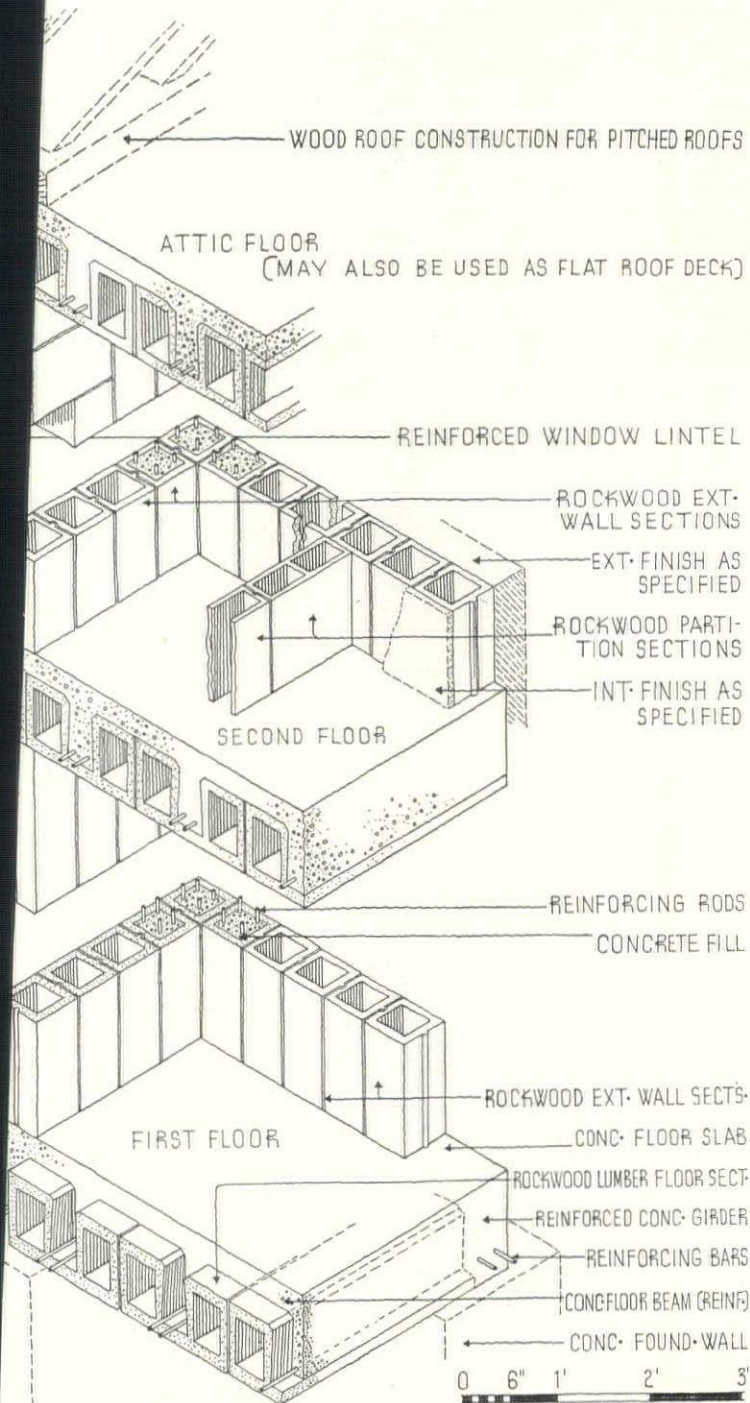 WOOD ROOF CONSTRUCTION FOR PITCHED ROOFS
ATTIC FLOOR
(MAY ALSO BE USED AS FLAT ROOF DECK)
REINFORCED WINDOW LINTEL
ROCKWOOD EXT·
WALL SECTIONS
EXT· FINISH AS
SPECIFIED
ROCKWOOD PARTI-
TION SECTIONS
INT· FINISH AS
SPECIFIED
SECOND FLOOR
REINFORCING RODS
CONCRETE FILL
ROCKWOOD EXT· WALL SECTS·
CONC· FLOOR SLAB
FIRST FLOOR
ROCKWOOD LUMBER FLOOR SECT·
REINFORCED CONC· GIRDER
REINFORCING BARS
CONC FLOOR BEAM (REINF)
CONC· FOUND· WALL
0 6" 1' 2' 3'